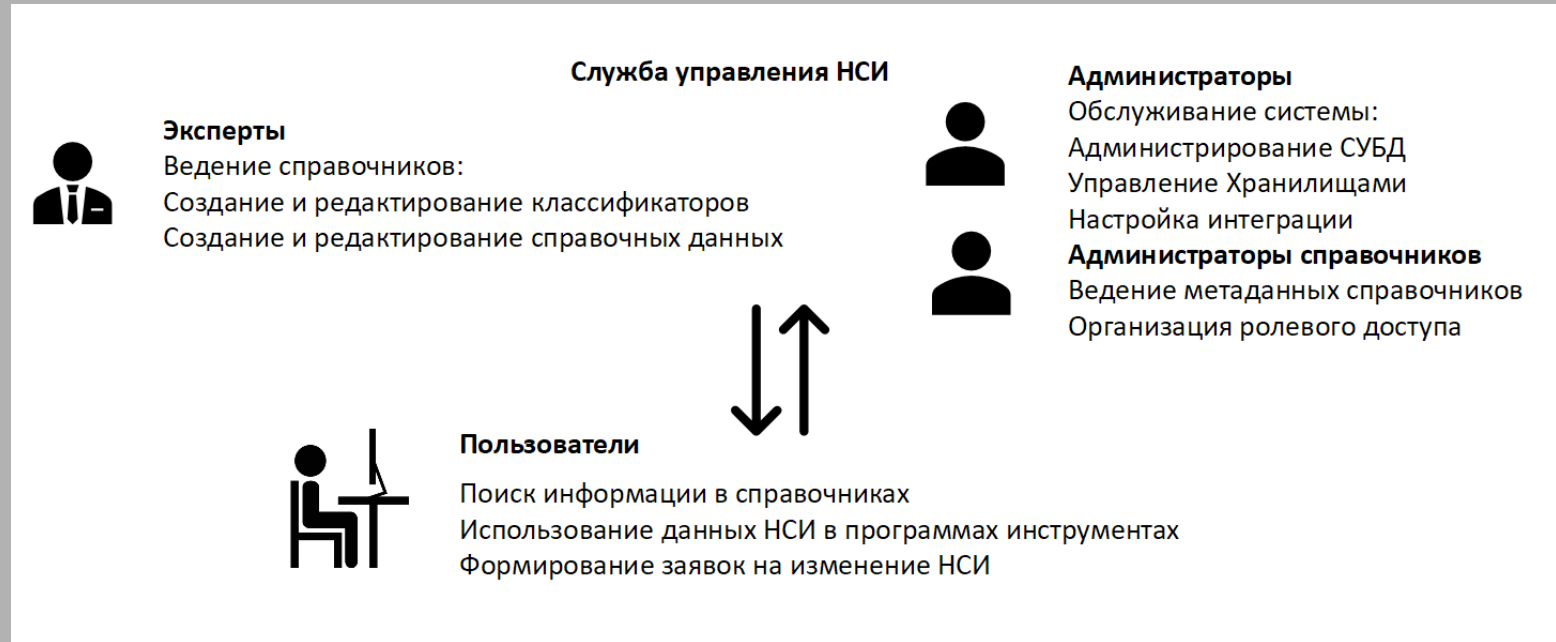 Служба управления НСИ
Эксперты
Ведение справочников:
Создание и редактирование классификаторов
Создание и редактирование справочных данных
Администраторы
Обслуживание системы:
Администрирование СУБД
Управление Хранилищами
Настройка интеграции
Администраторы справочников
Ведение метаданных справочников
Организация ролевого доступа
Пользователи
Поиск информации в справочниках
Использование данных НСИ в программах инструментах
Формирование заявок на изменение НСИ